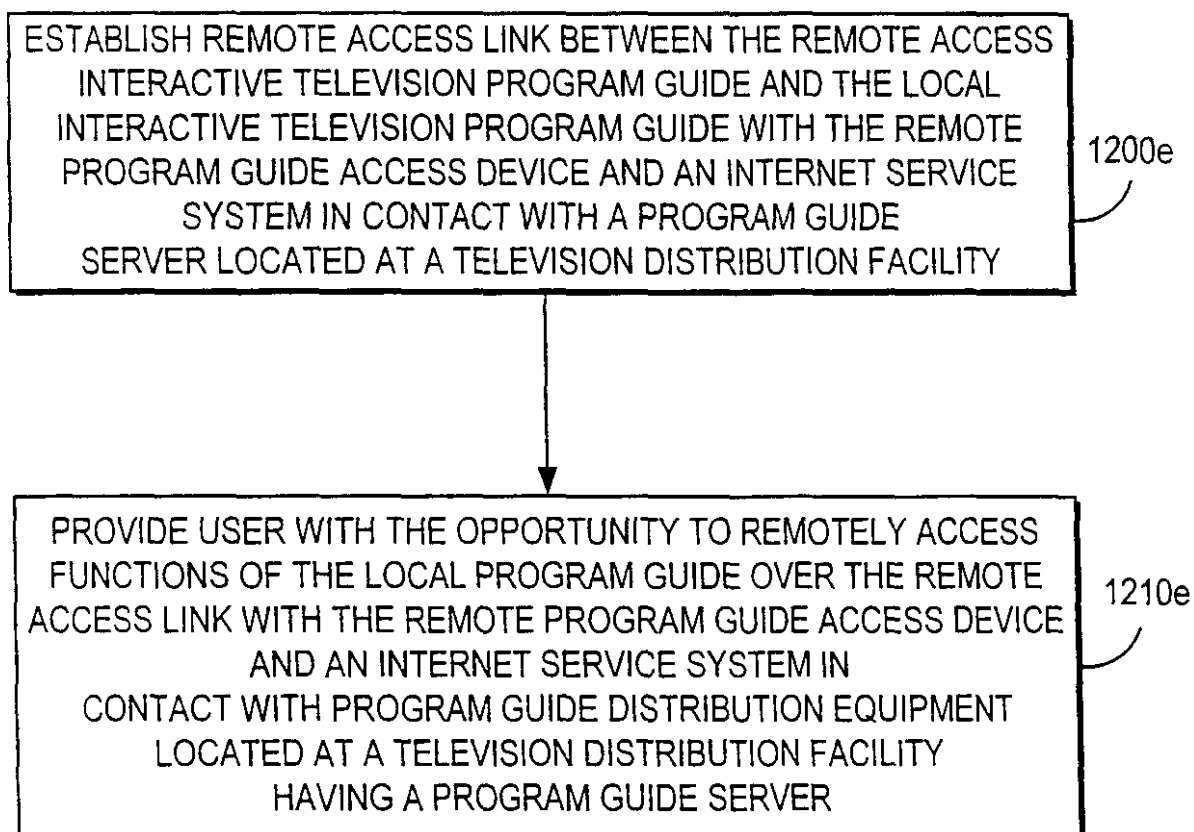 ESTABLISH REMOTE ACCESS LINK BETWEEN THE REMOTE ACCESS
INTERACTIVE TELEVISION PROGRAM GUIDE AND THE LOCAL
INTERACTIVE TELEVISION PROGRAM GUIDE WITH THE REMOTE
PROGRAM GUIDE ACCESS DEVICE AND AN INTERNET SERVICE
SYSTEM IN CONTACT WITH A PROGRAM GUIDE
SERVER LOCATED AT A TELEVISION DISTRIBUTION FACILITY
1200e
PROVIDE USER WITH THE OPPORTUNITY TO REMOTELY ACCESS
FUNCTIONS OF THE LOCAL PROGRAM GUIDE OVER THE REMOTE
ACCESS LINK WITH THE REMOTE PROGRAM GUIDE ACCESS DEVICE
AND AN INTERNET SERVICE SYSTEM IN
CONTACT WITH PROGRAM GUIDE DISTRIBUTION EQUIPMENT
LOCATED AT A TELEVISION DISTRIBUTION FACILITY
HAVING A PROGRAM GUIDE SERVER
1210e